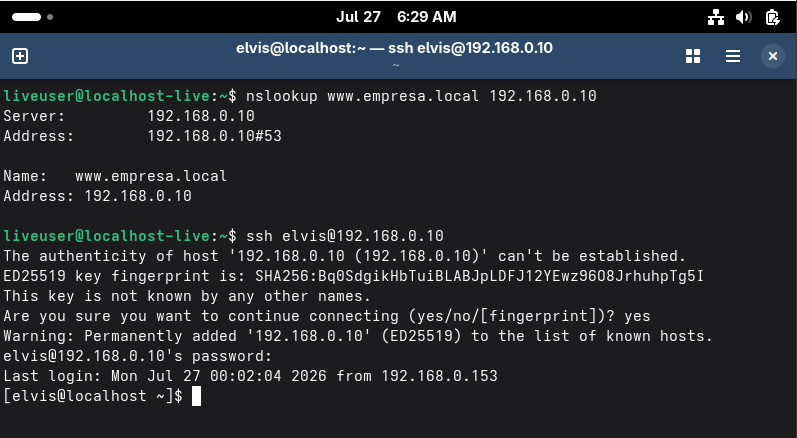 Jul 27 6:29 AM
elvis@localhost:~ — ssh elvis@192.168.0.10
~
liveuser@localhost-live:~$ nslookup www.empresa.local 192.168.0.10
Server: 192.168.0.10
Address: 192.168.0.10#53
Name: www.empresa.local
Address: 192.168.0.10
liveuser@localhost-live:~$ ssh elvis@192.168.0.10
The authenticity of host '192.168.0.10 (192.168.0.10)' can't be established.
ED25519 key fingerprint is: SHA256:Bq0SdgikHbTuiBLABJpLDFJ12YEwz96O8JrhuhpTg5I
This key is not known by any other names.
Are you sure you want to continue connecting (yes/no/[fingerprint])? yes
Warning: Permanently added '192.168.0.10' (ED25519) to the list of known hosts.
elvis@192.168.0.10's password:
Last login: Mon Jul 27 00:02:04 2026 from 192.168.0.153
[elvis@localhost ~]$